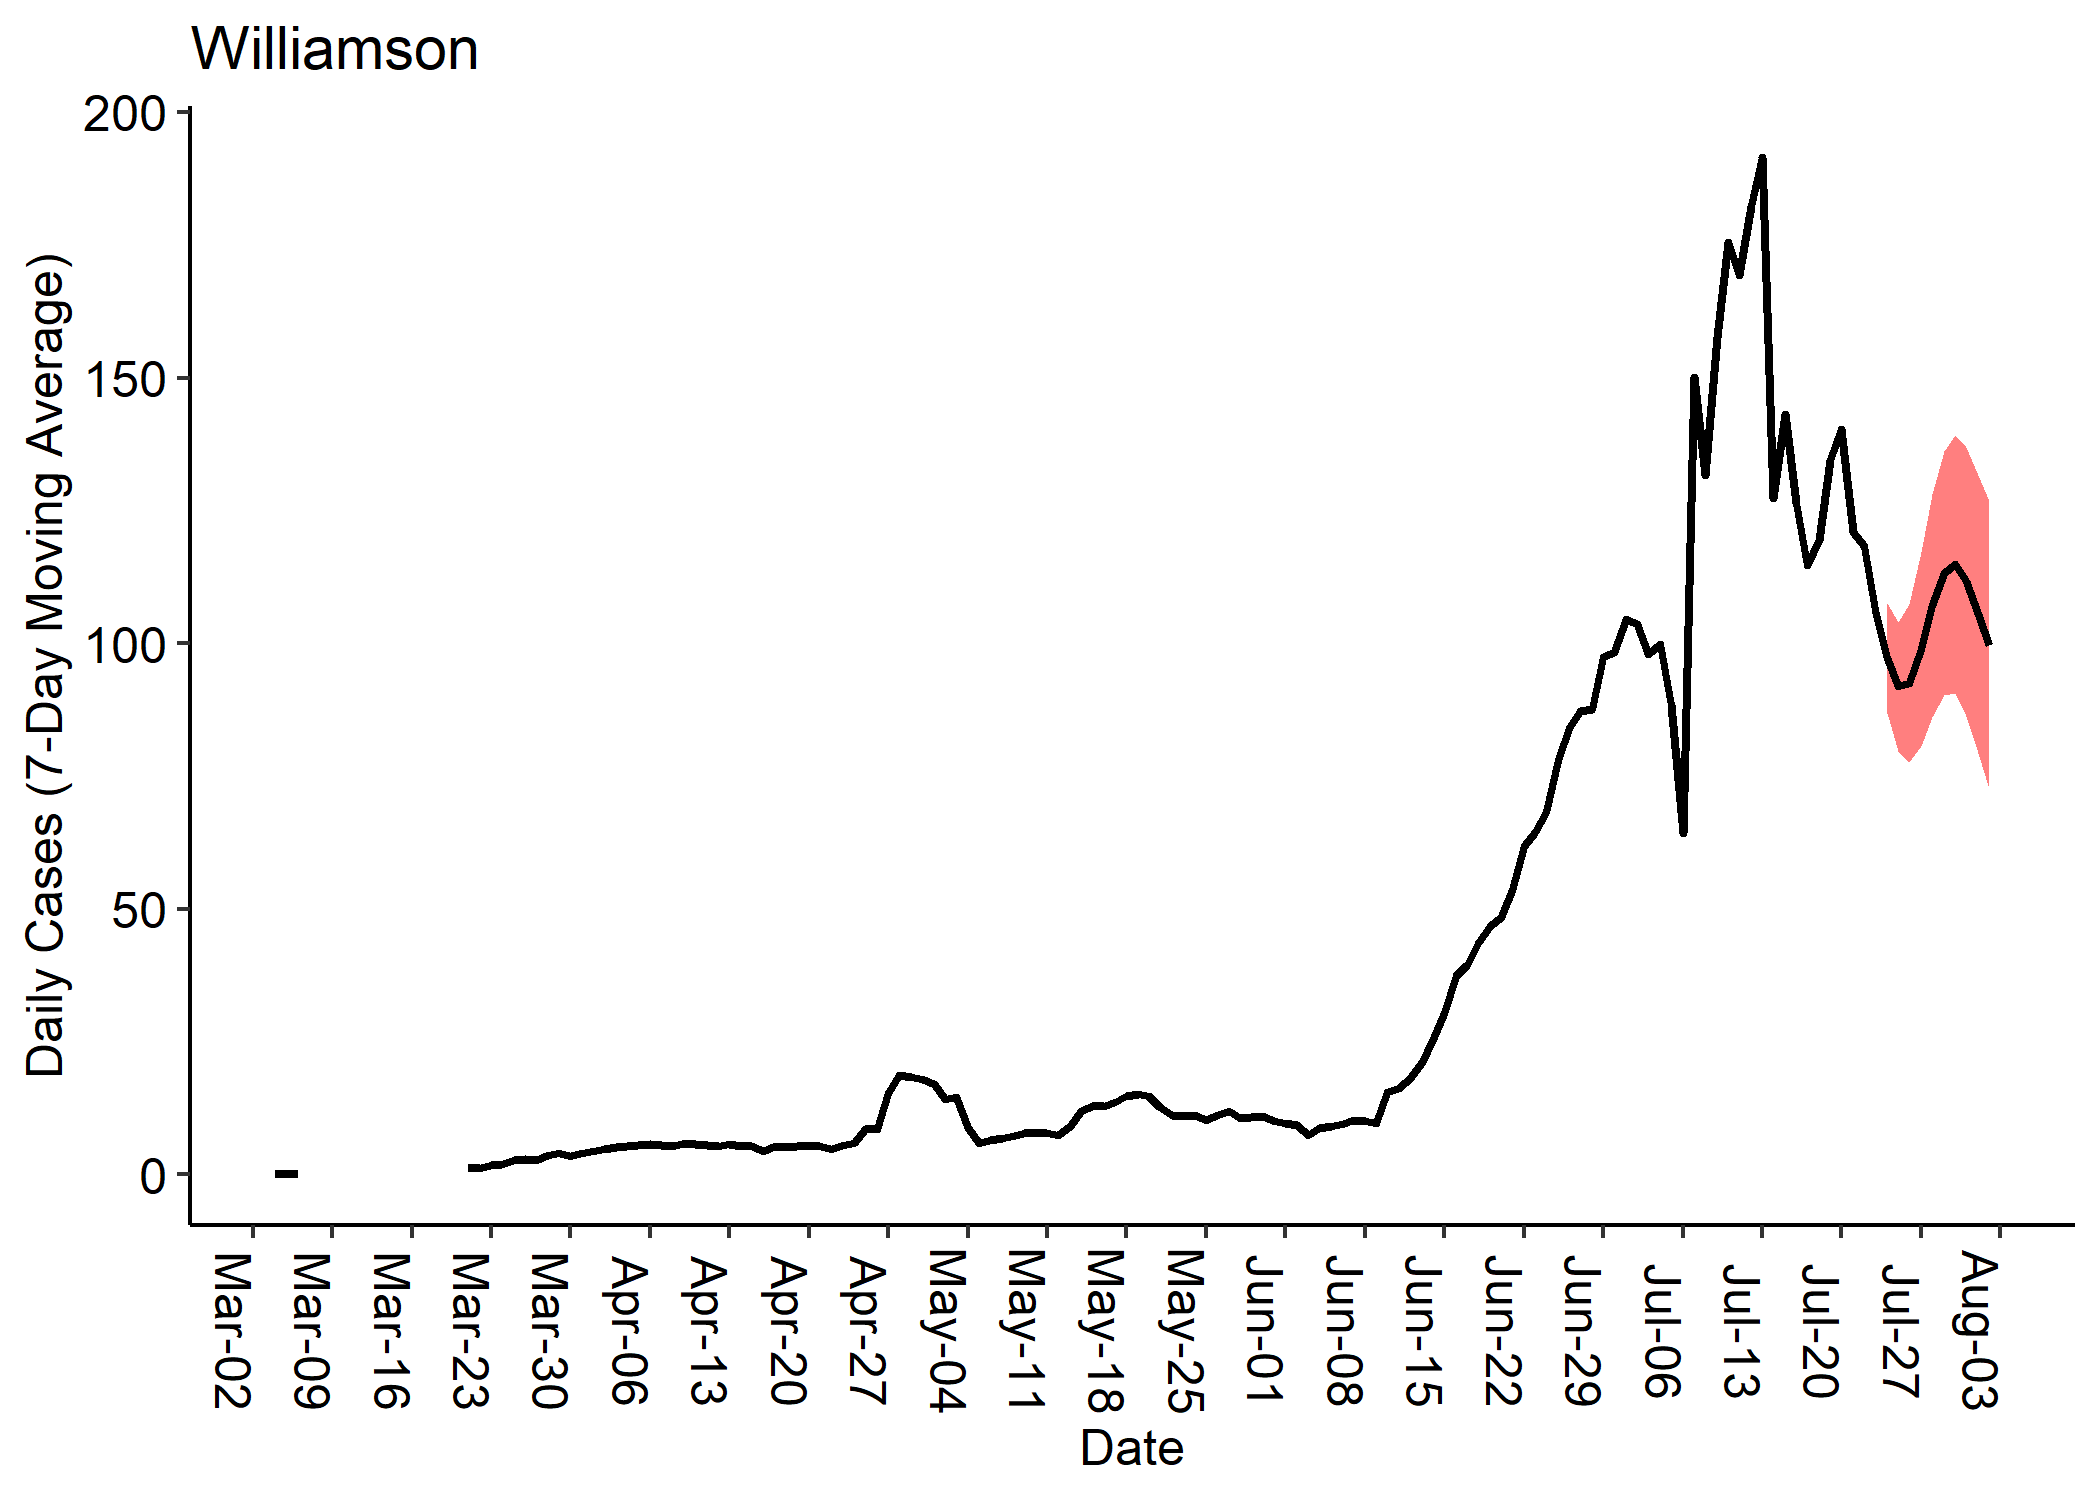 Williamson
200
150
100
50
0
Daily Cases (7-Day Moving Average)
Mar-02
Mar-09
Mar-16
Mar-23
Mar-30
Apr-06
Apr-13
Apr-20
Apr-27
May-04
May-11
May-18
May-25
Jun-01
Jun-08
Jun-15
Jun-22
Jun-29
Jul-06
Jul-13
Jul-20
Jul-27
Aug-03
Date